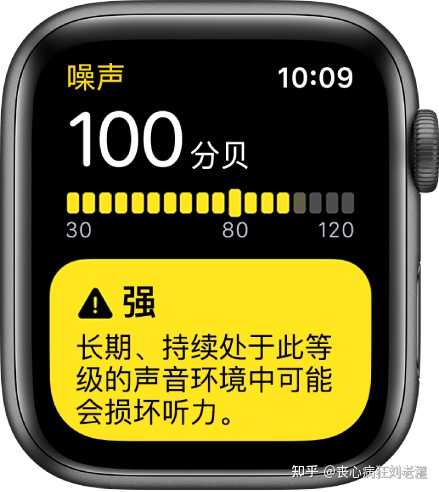 噪声 10:09
100分贝
30 80 120
强
长期、持续处于此等
级的声音环境中可能
会损坏听力。
知乎 @丧心病狂刘老湿